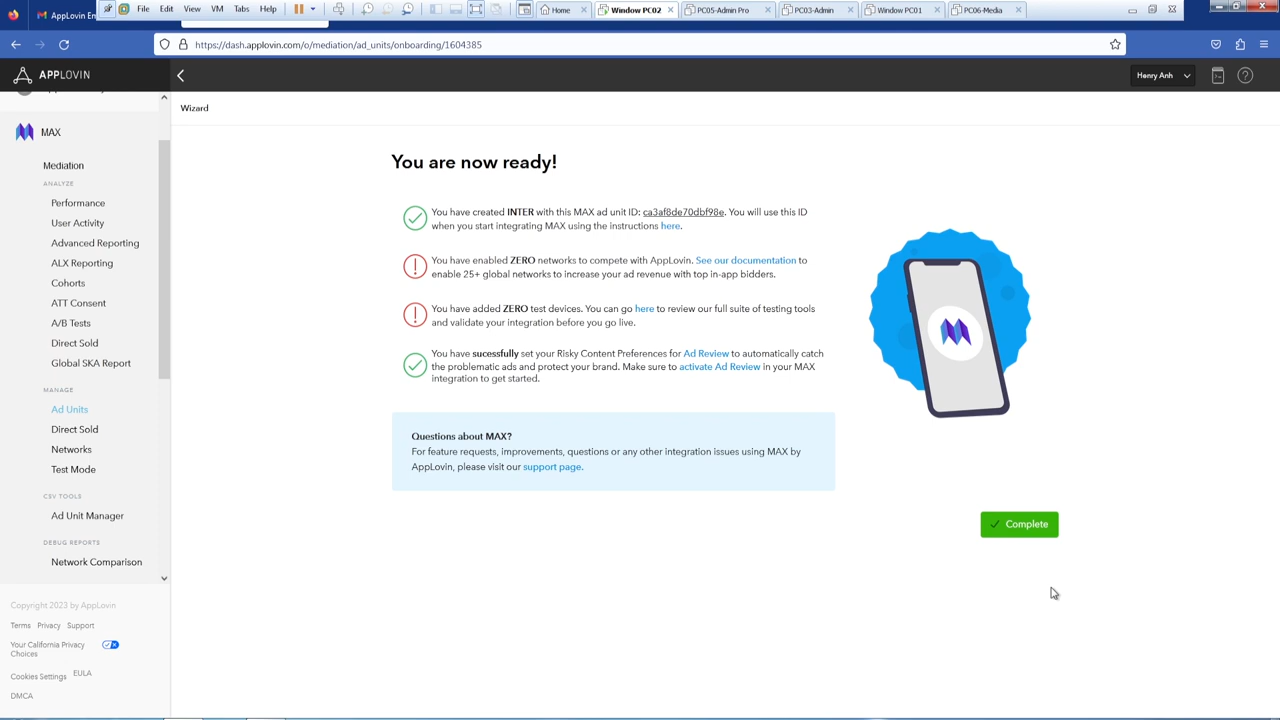 AppLovin En
File Edit View VM Tabs Help
Home
Window PC02
PC05-Admin Pro
PC03-Admin
Window PC01
PC06-Media
https://dash.applovin.com/o/mediation/ad_units/onboarding/1604385
APPLOVIN
Henry Anh
Wizard
MAX
Mediation
ANALYZE
Performance
User Activity
Advanced Reporting
ALX Reporting
Cohorts
ATT Consent
A/B Tests
Direct Sold
Global SKA Report
MANAGE
Ad Units
Direct Sold
Networks
Test Mode
CSV TOOLS
Ad Unit Manager
DEBUG REPORTS
Network Comparison
Copyright 2023 by AppLovin
Terms Privacy Support
Your California Privacy
Choices
Cookies Settings EULA
DMCA
You are now ready!
You have created INTER with this MAX ad unit ID: ca3af8de70dbf98e. You will use this ID
when you start integrating MAX using the instructions here.
You have enabled ZERO networks to compete with AppLovin. See our documentation to
enable 25+ global networks to increase your ad revenue with top in-app bidders.
You have added ZERO test devices. You can go here to review our full suite of testing tools
and validate your integration before you go live.
You have sucessfully set your Risky Content Preferences for Ad Review to automatically catch
the problematic ads and protect your brand. Make sure to activate Ad Review in your MAX
integration to get started.
Questions about MAX?
For feature requests, improvements, questions or any other integration issues using MAX by
AppLovin, please visit our support page.
Complete